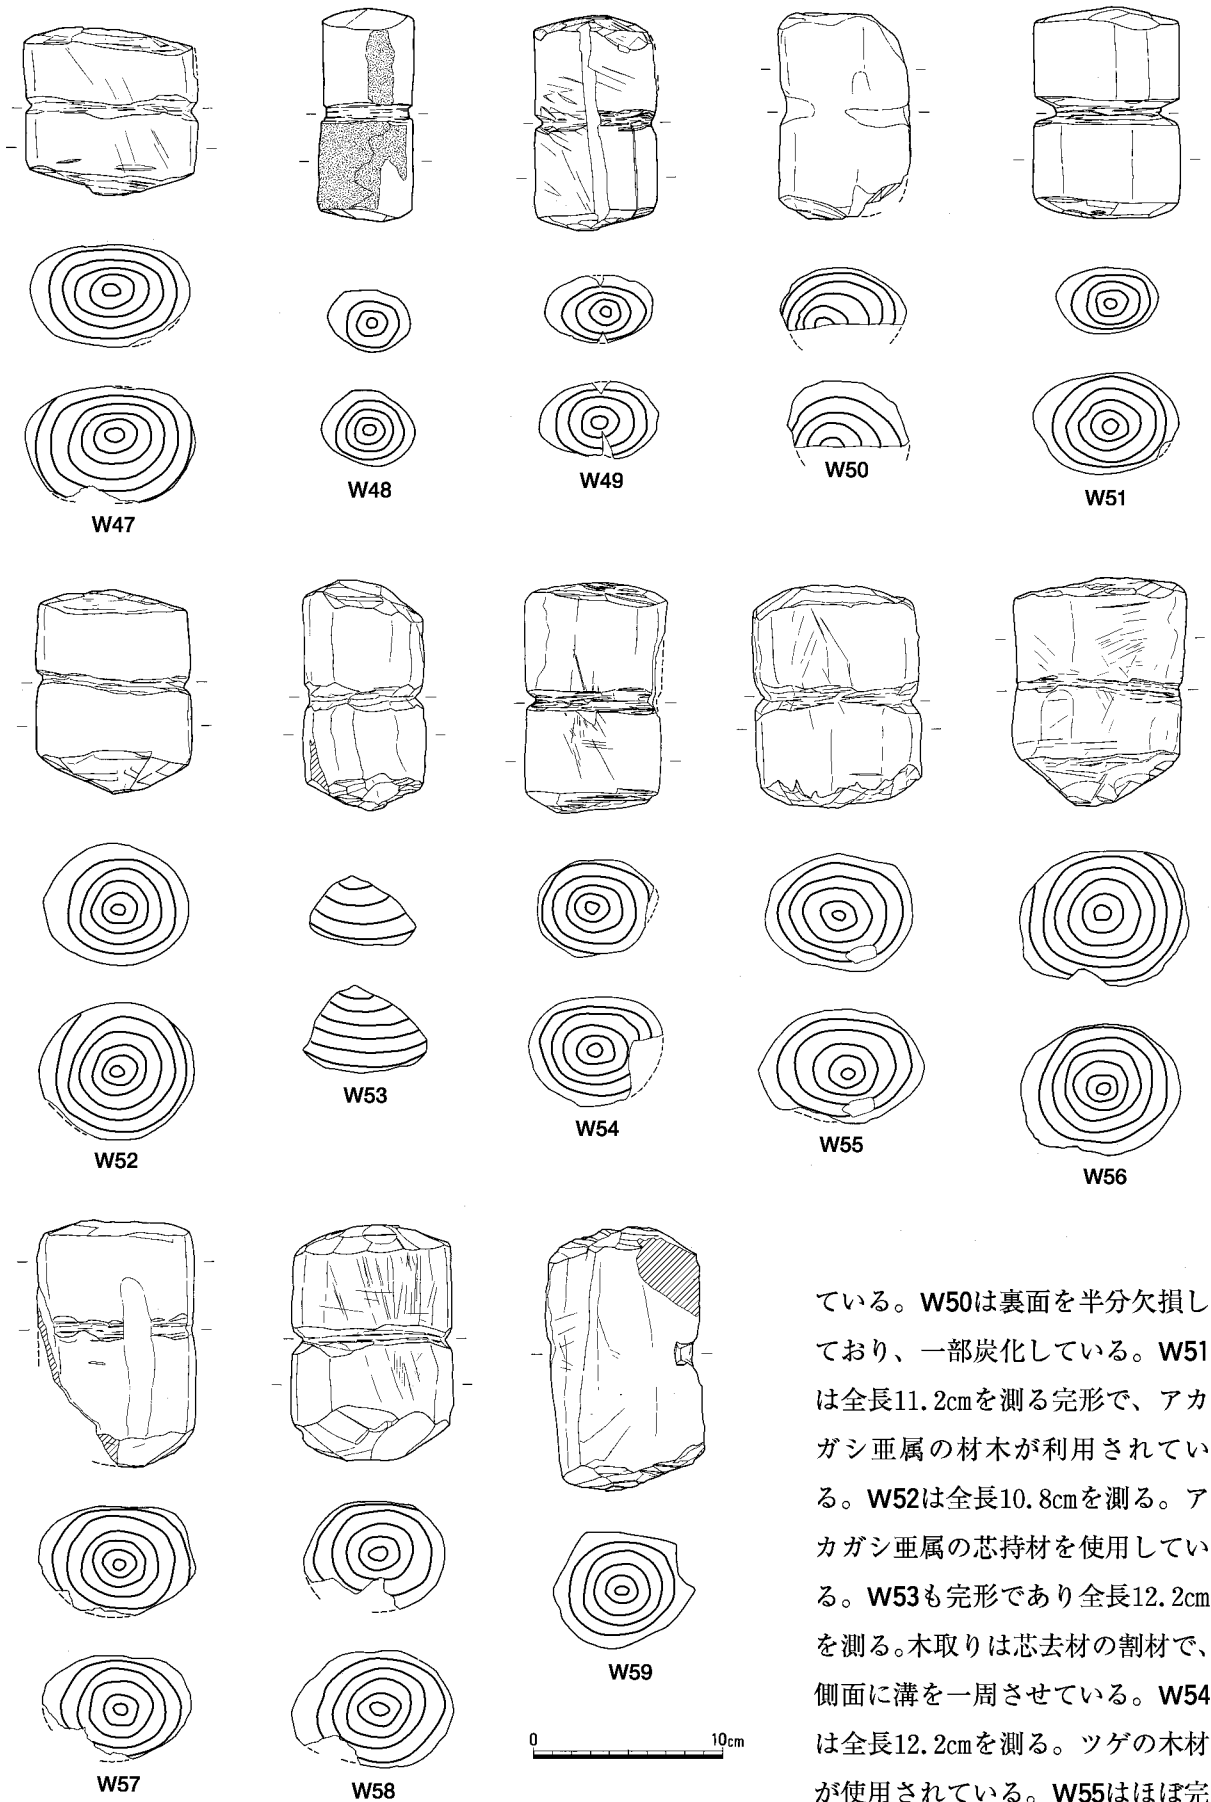 W47
W48
W49
W50
W51
W52
W53
W54
W55
W56
W57
W58
W59
0 10cm
ている。W50は裏面を半分欠損し
ており、一部炭化している。W51
は全長11.2cmを測る完形で、アカ
ガシ亜属の材木が利用されてい
る。W52は全長10.8cmを測る。ア
カガシ亜属の芯持材を使用してい
る。W53も完形であり全長12.2cm
を測る。木取りは芯去材の割材で、
側面に溝を一周させている。W54
は全長12.2cmを測る。ツゲの木材
が使用されている。W55はほぼ完